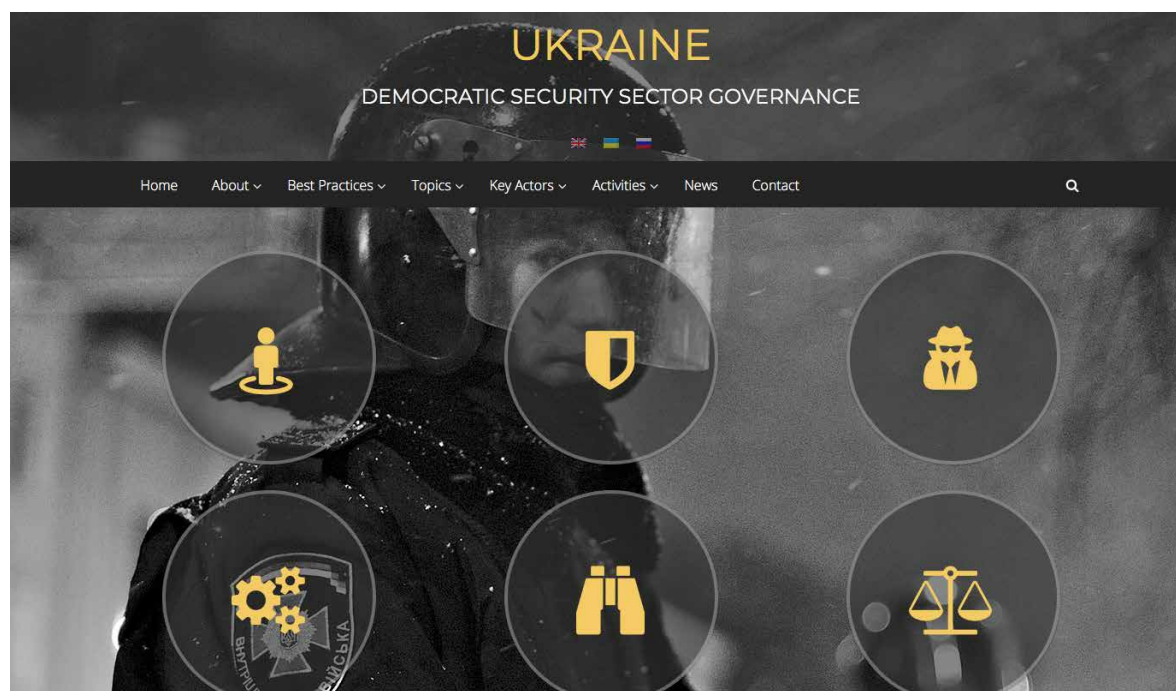 UKRAINE
DEMOCRATIC SECURITY SECTOR GOVERNANCE
Home About Best Practices Topics Key Actors Activities News Contact